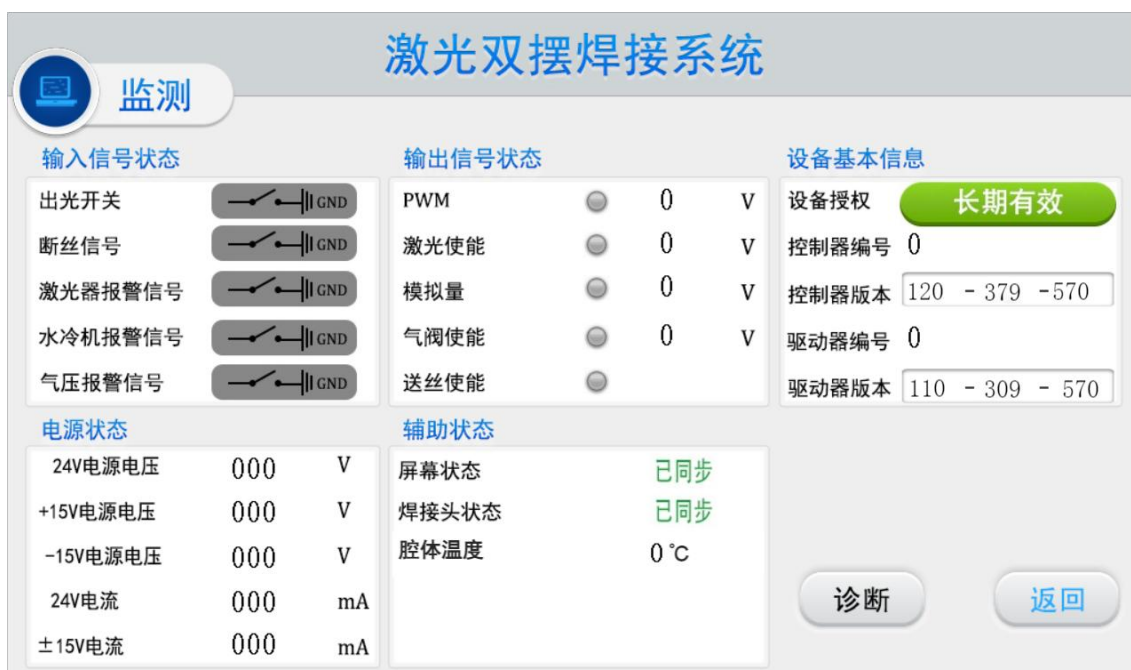 激光双摆焊接系统
监测
输入信号状态
出光开关 GND
断丝信号 GND
激光器报警信号 GND
水冷机报警信号 GND
气压报警信号 GND
输出信号状态
PWM 0 V
激光使能 0 V
模拟量 0 V
气阀使能 0 V
送丝使能
设备基本信息
设备授权 长期有效
控制器编号 0
控制器版本 120 - 379 -570
驱动器编号 0
驱动器版本 110 - 309 - 570
电源状态
24V电源电压 000 V
+15V电源电压 000 V
-15V电源电压 000 V
24V电流 000 mA
±15V电流 000 mA
辅助状态
屏幕状态 已同步
焊接头状态 已同步
腔体温度 0℃
诊断
返回